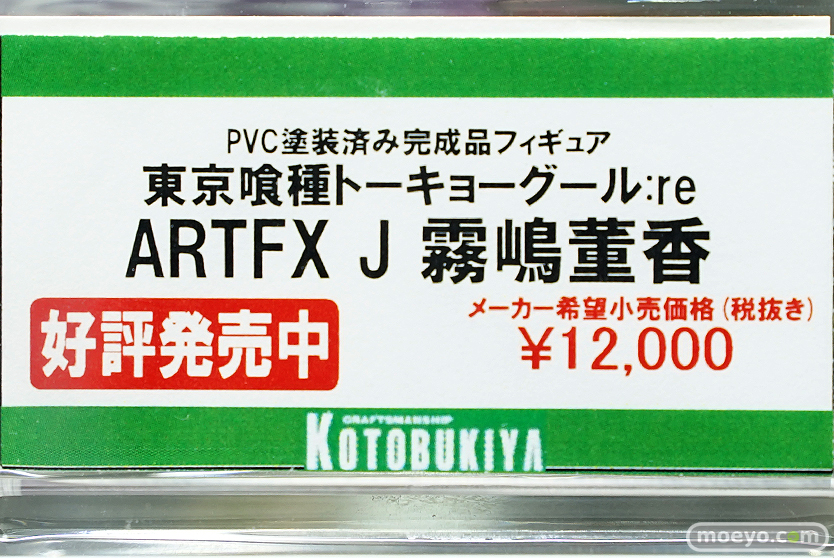 PVC塗装済み完成品フィギュア
東京喰種トーキョーグール:re
ARTFX J 霧嶋董香
好評発売中
メーカー希望小売価格(税抜き)
¥12,000
CRAFTSMANSHIP
KOTOBUKIYA
moeyo.com